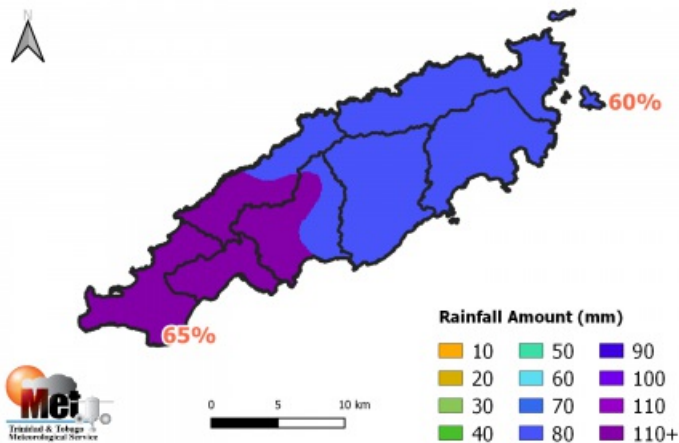 N
60%
65%
Rainfall Amount (mm)
10 50 90
20 60 100
30 70 110
40 80 110+
0 5 10 km
Met
Trinidad & Tobago
Meteorological Service